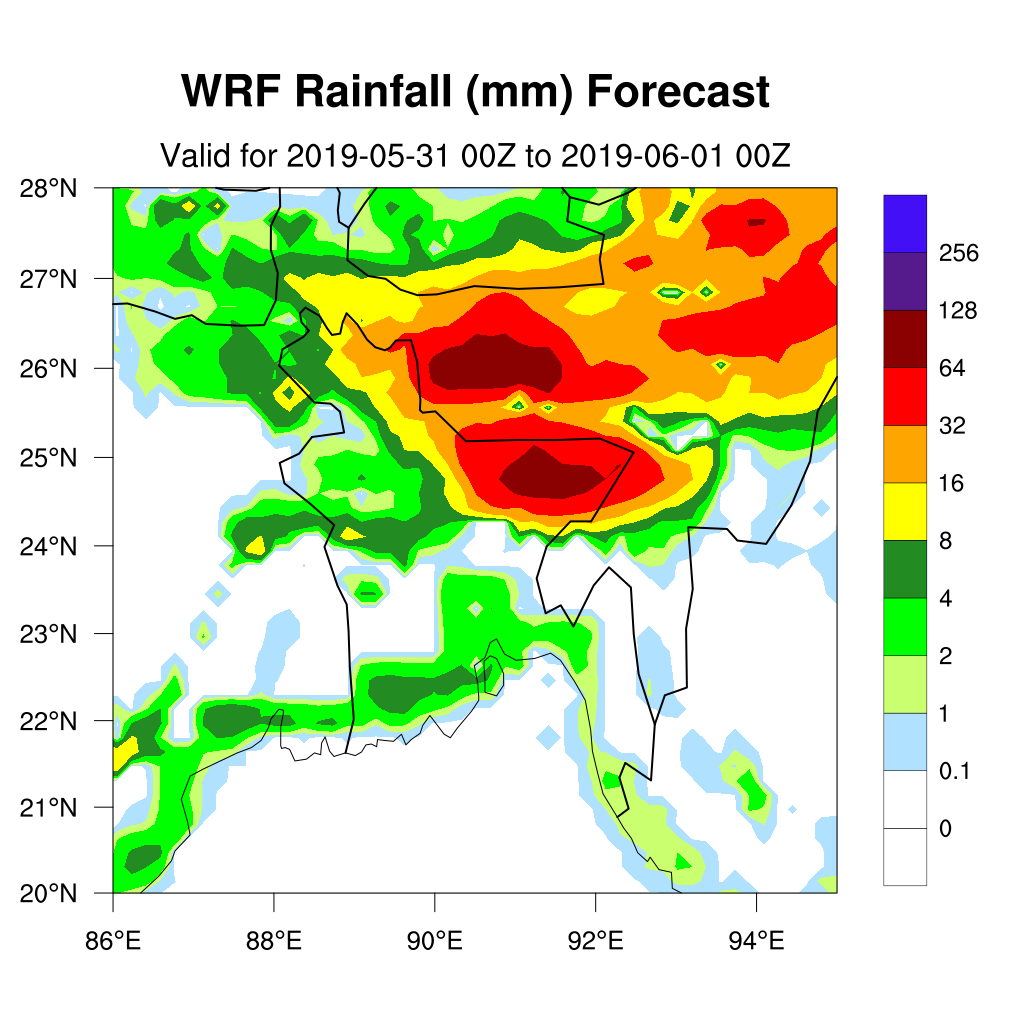 WRF Rainfall (mm) Forecast
Valid for 2019-05-31 00Z to 2019-06-01 00Z
28°N
27°N
26°N
25°N
24°N
23°N
22°N
21°N
20°N
86°E 88°E 90°E 92°E 94°E
256
128
64
32
16
8
4
2
1
0.1
0